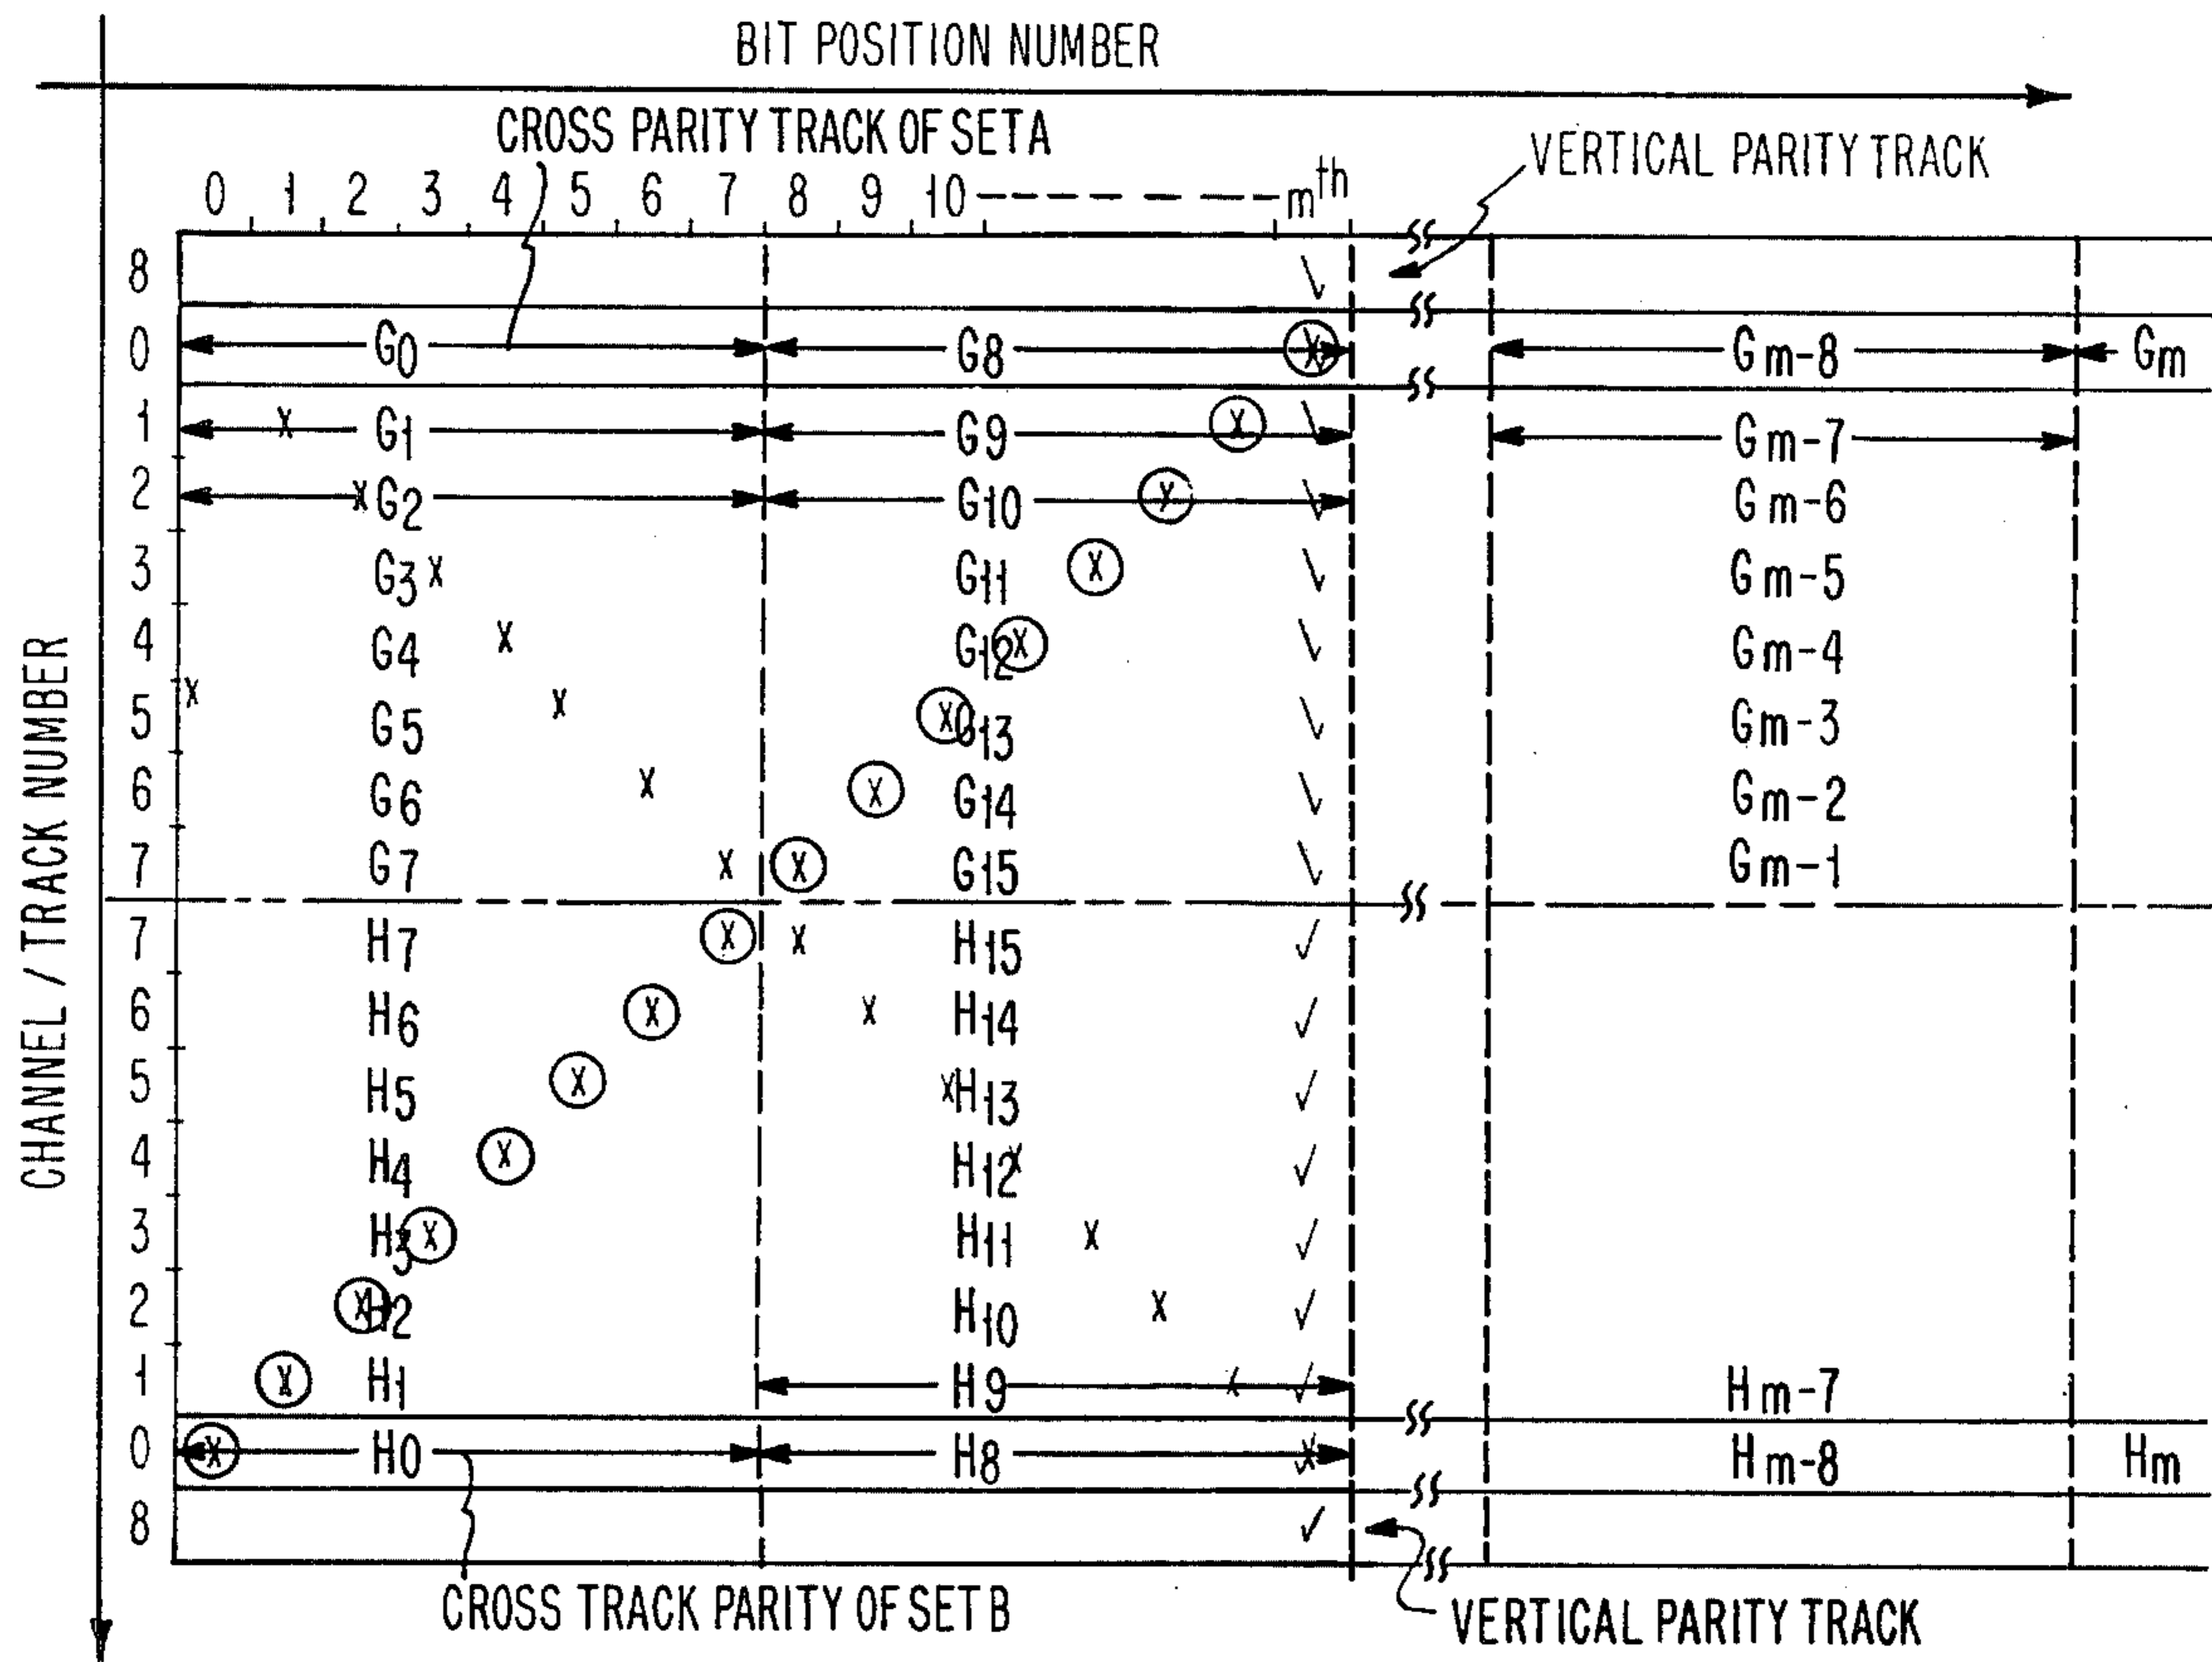 BIT POSITION NUMBER
CROSS PARITY TRACK OF SET A
VERTICAL PARITY TRACK
0 1 2 3 4 5 6 7 8 9 10 mth
8
0 G0 G8 X Gm-8 Gm
1 X G1 G9 X Gm-7
2 X G2 G10 X Gm-6
3 G3 X G11 X Gm-5
4 G4 X G12 X Gm-4
5 X G5 X X G13 Gm-3
6 G6 X X G14 Gm-2
7 G7 X X G15 Gm-1
7 H7 X X H15
6 H6 X X H14
5 H5 X X H13
4 H4 X H12 X
3 H3 X H11 X
2 X H2 H10 X
1 X H1 H9 X Hm-7
0 X H0 H8 X Hm-8 Hm
8
CROSS TRACK PARITY OF SET B
VERTICAL PARITY TRACK
CHANNEL / TRACK NUMBER